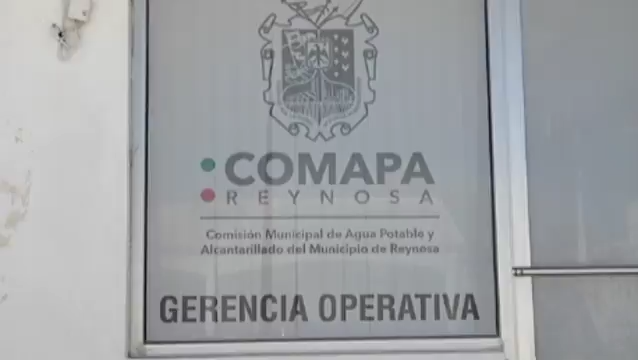 COMAPA
REYNOSA
Comisión Municipal de Agua Potable y
Alcantarillado del Municipio de Reynosa
GERENCIA OPERATIVA